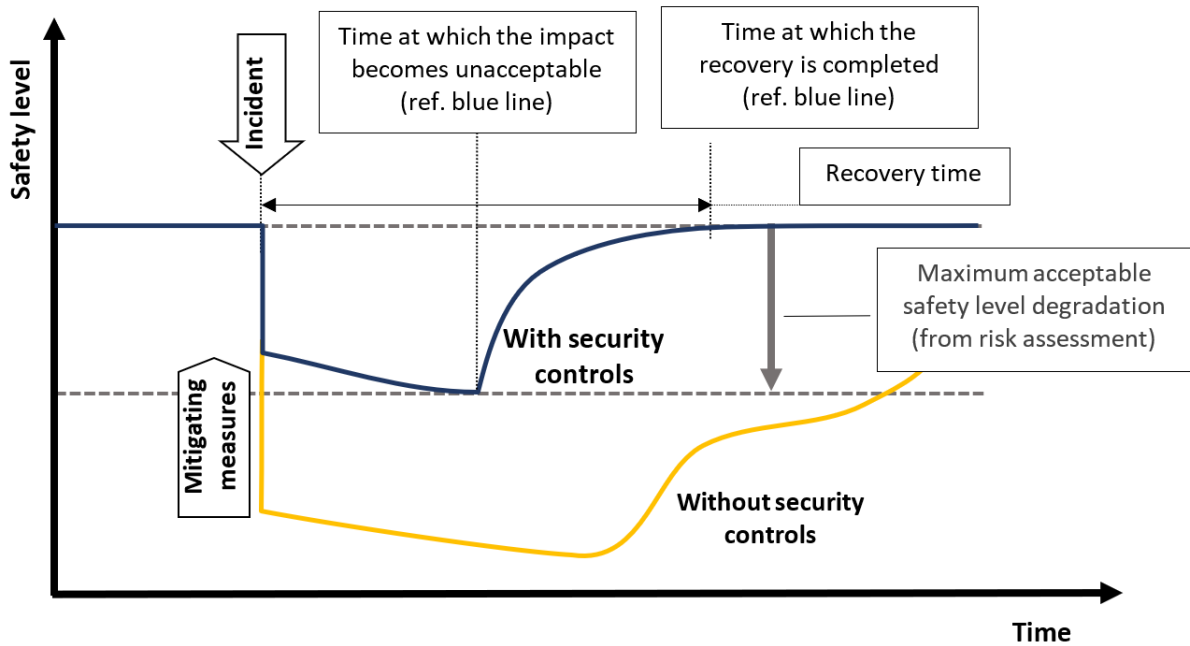 Safety level
Incident
Time at which the impact
becomes unacceptable
(ref. blue line)
Time at which the
recovery is completed
(ref. blue line)
Recovery time
Maximum acceptable
safety level degradation
(from risk assessment)
With security
controls
Mitigating
measures
Without security
controls
Time